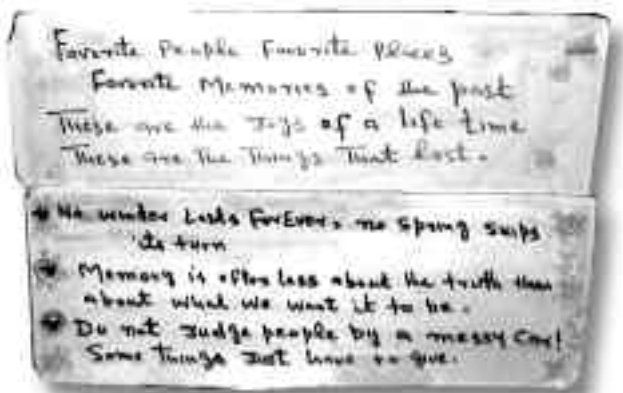 Favorite People Favorite Places
Favorite Memories of the past
These are the Joys of a life time
These are The Things That last.
No winter Lasts ForEver, no spring skips
its turn
Memory is often less about the truth than
about what we want it to be.
Do not Judge people by a messy Car!
Some Things Just have to give.